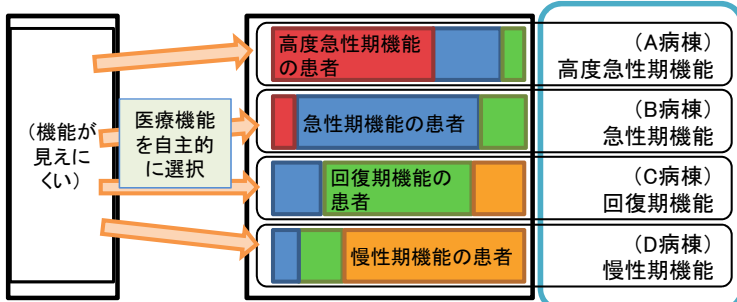 (機能が
見えに
くい)
医療機能
を自主的
に選択
高度急性期機能
の患者
(A病棟)
高度急性期機能
急性期機能の患者
(B病棟)
急性期機能
回復期機能の
患者
(C病棟)
回復期機能
慢性期機能の患者
(D病棟)
慢性期機能